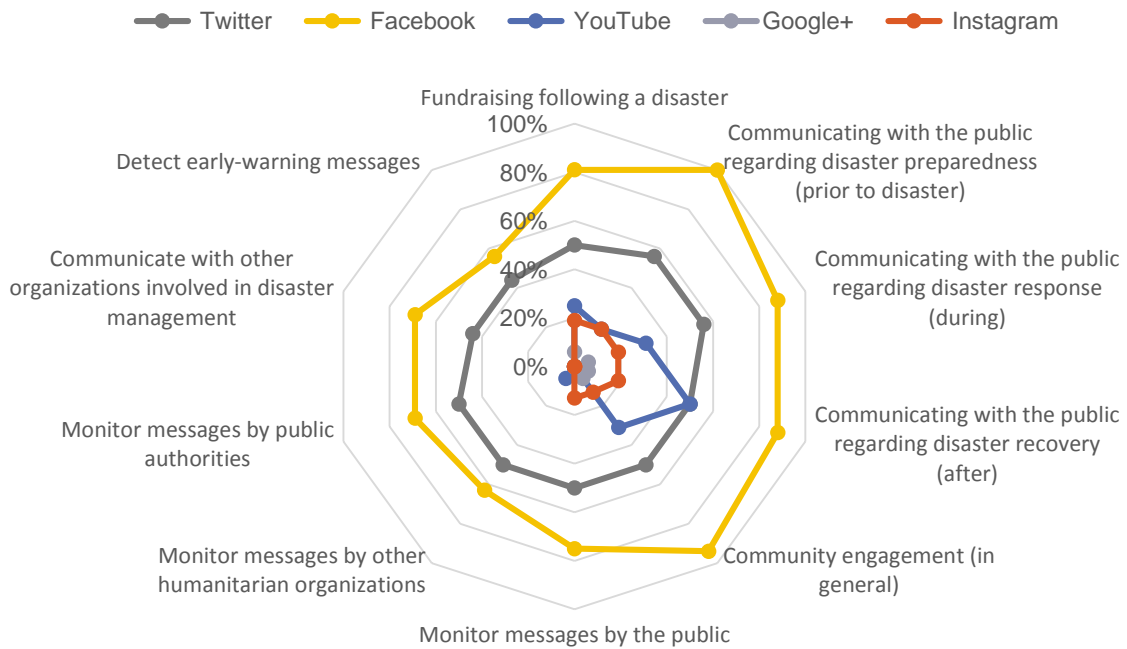 Twitter
Facebook
YouTube
Google+
Instagram
Fundraising following a disaster
100%
80%
60%
40%
20%
0%
Communicating with the public
regarding disaster preparedness
(prior to disaster)
Communicating with the public
regarding disaster response
(during)
Communicating with the public
regarding disaster recovery
(after)
Community engagement (in
general)
Monitor messages by the public
Monitor messages by other
humanitarian organizations
Monitor messages by public
authorities
Communicate with other
organizations involved in disaster
management
Detect early-warning messages